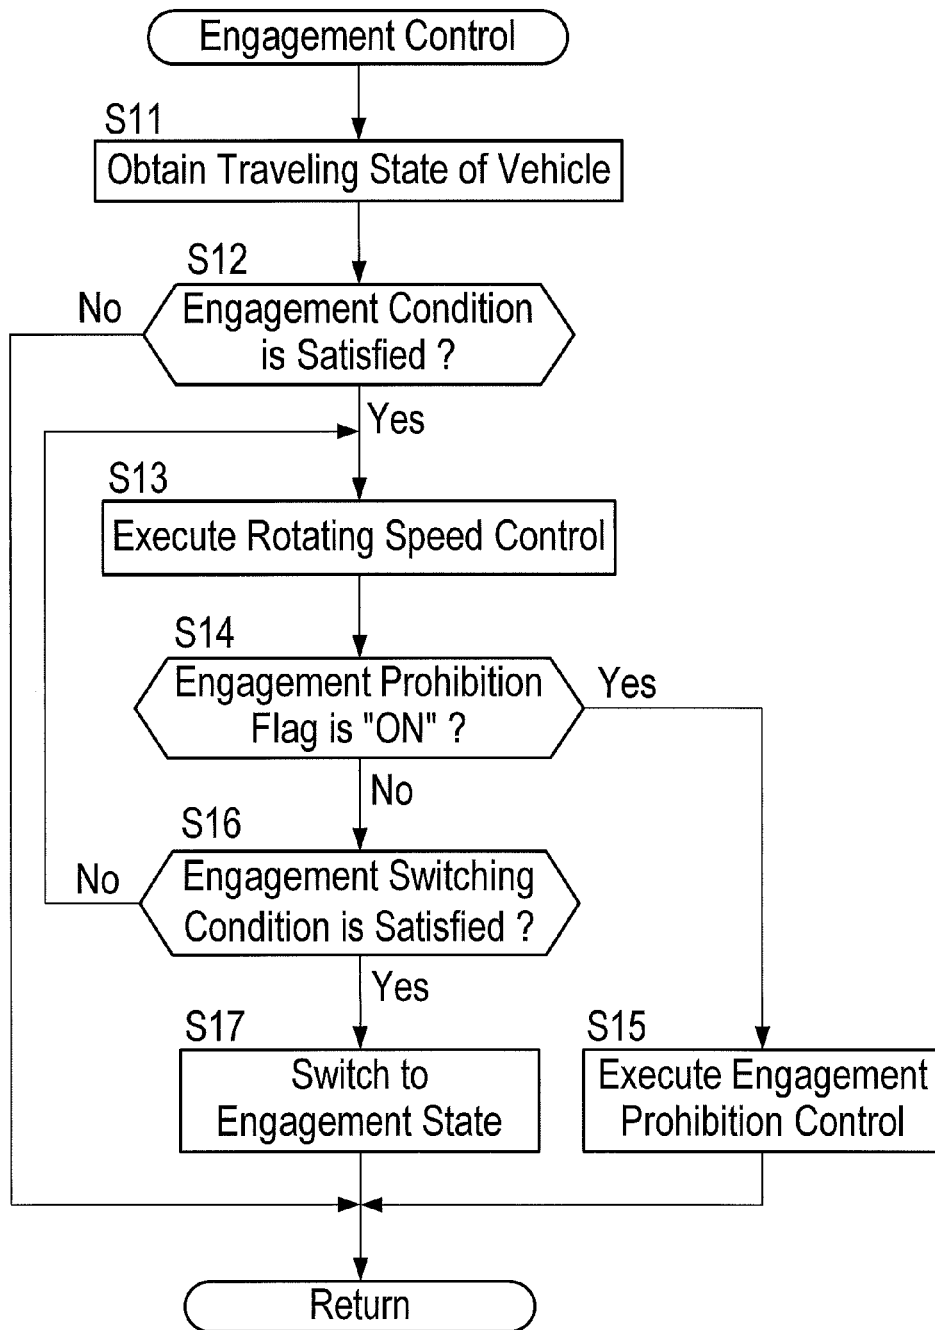 Engagement Control
S11
Obtain Traveling State of Vehicle
S12
No
Engagement Condition
is Satisfied ?
Yes
S13
Execute Rotating Speed Control
S14
Engagement Prohibition
Flag is "ON" ?
Yes
No
S16
No
Engagement Switching
Condition is Satisfied ?
Yes
S17
Switch to
Engagement State
S15
Execute Engagement
Prohibition Control
Return